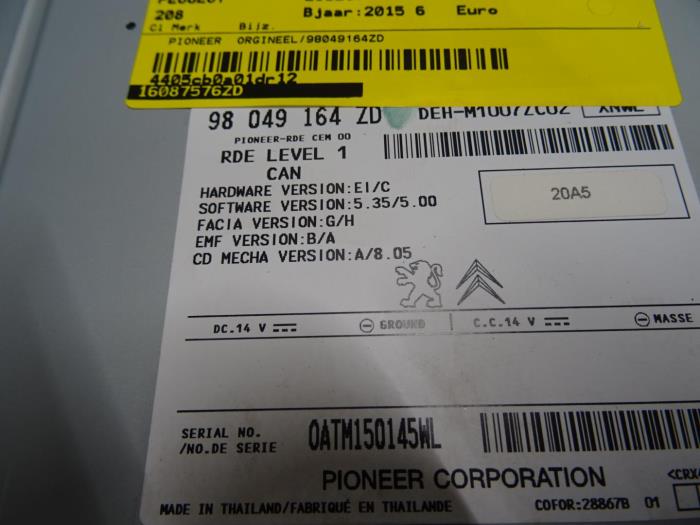 208 Bjaar:2015 6 Euro
Cl Merk Bijz.
PIONEER ORGINEEL/98049164ZD
4405cb0a01dr12
16087576ZD
98 049 164 ZD
PIONEER-RDE CEM 00
RDE LEVEL 1
CAN
HARDWARE VERSION:EI/C
SOFTWARE VERSION:5.35/5.00
FACIA VERSION:G/H
EMF VERSION:B/A
CD MECHA VERSION:A/8.05
20A5
DC.14 V GROUND C.C.14 V MASSE
SERIAL NO.
/NO.DE SERIE
0ATM150145WL
PIONEER CORPORATION
<CRX
MADE IN THAILAND/FABRIQUÉ EN THAILANDE COFOR:28867B 01